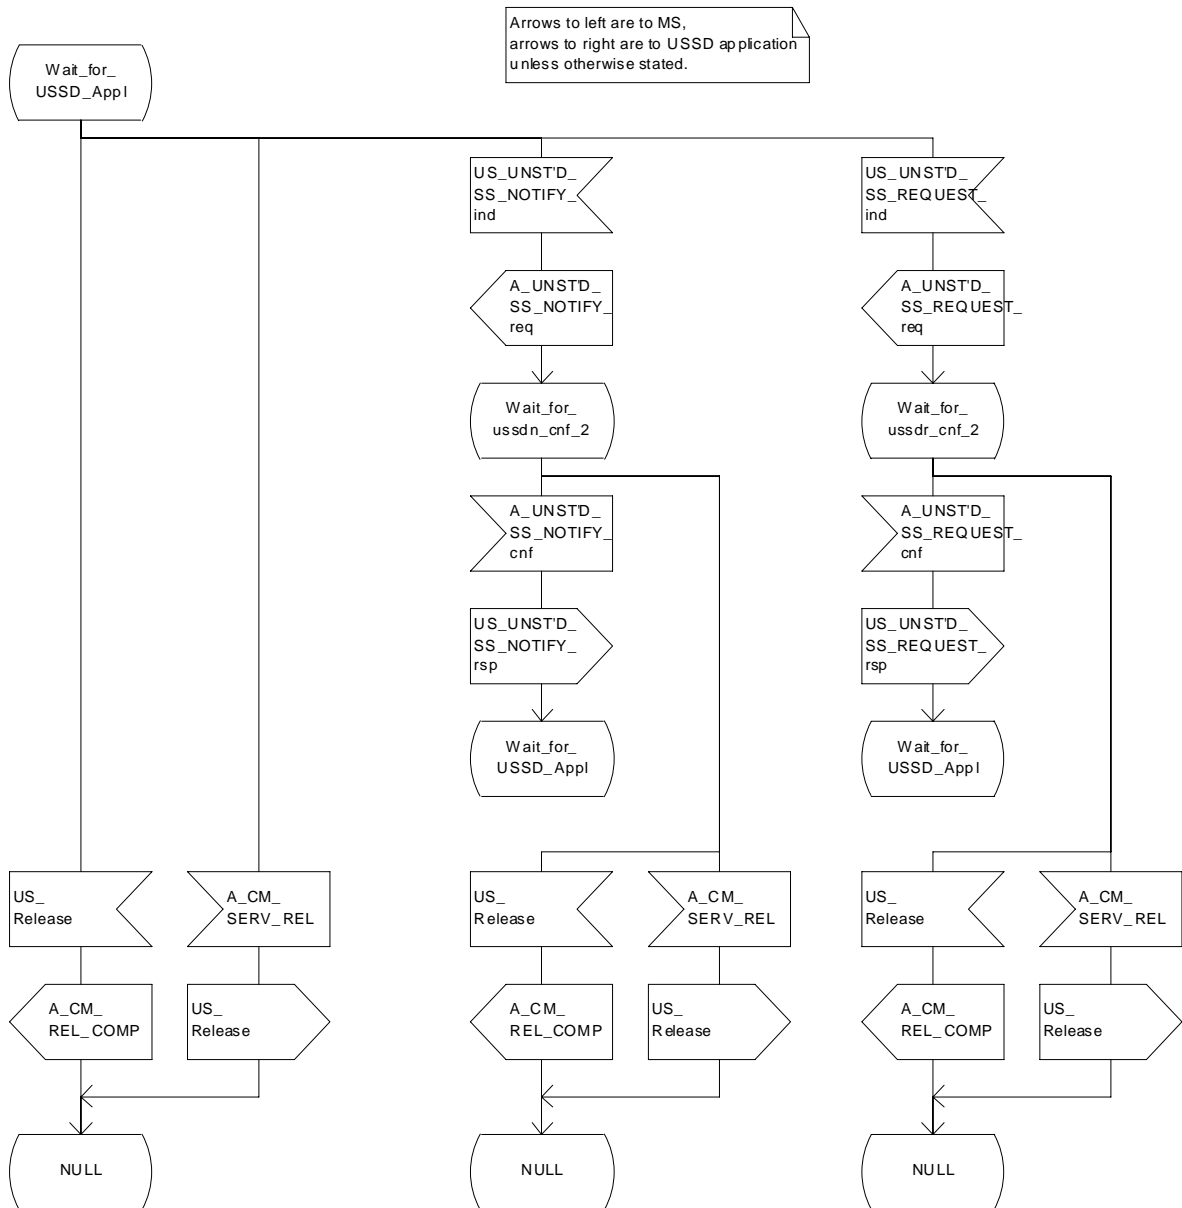 Arrows to left are to MS,
arrows to right are to USSD application
unless otherwise stated.
Wait_for_
USSD_Appl
US_UNST'D_
SS_NOTIFY_
ind
US_UNST'D_
SS_REQUEST_
ind
A_UNST'D_
SS_NOTIFY_
req
A_UNST'D_
SS_REQUEST_
req
Wait_for_
ussdn_cnf_2
Wait_for_
ussdr_cnf_2
A_UNST'D_
SS_NOTIFY_
cnf
A_UNST'D_
SS_REQUEST_
cnf
US_UNST'D_
SS_NOTIFY_
rsp
US_UNST'D_
SS_REQUEST_
rsp
Wait_for_
USSD_Appl
Wait_for_
USSD_Appl
US_
Release
A_CM_
SERV_REL
US_
Release
A_CM_
SERV_REL
US_
Release
A_CM_
SERV_REL
A_CM_
REL_COMP
US_
Release
A_CM_
REL_COMP
US_
Release
A_CM_
REL_COMP
US_
Release
NULL
NULL
NULL